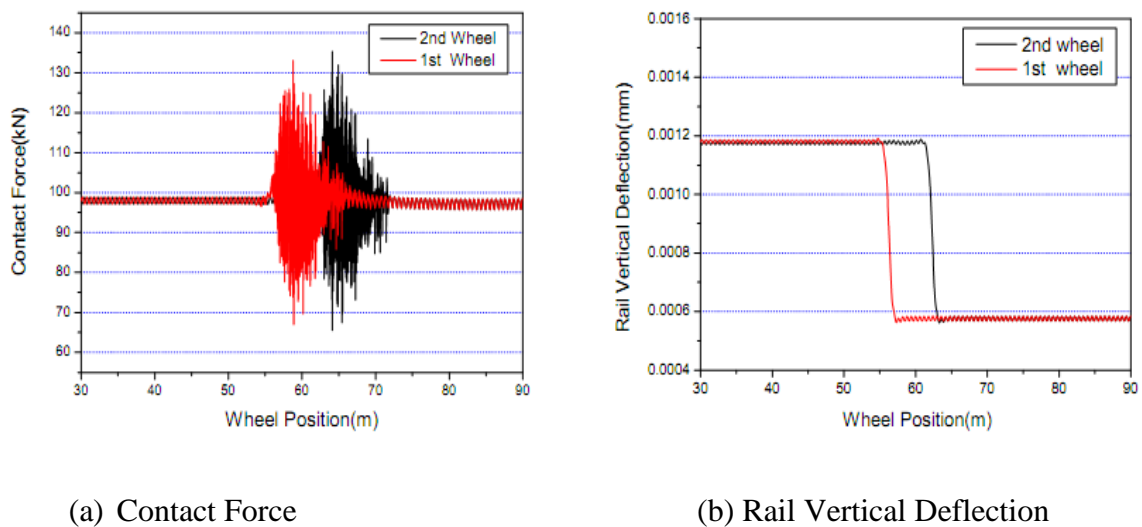 2nd Wheel
1st Wheel
Contact Force(kN)
140
130
120
110
100
90
80
70
60
30 40 50 60 70 80 90
Wheel Position(m)
2nd wheel
1st wheel
Rail Vertical Deflection(mm)
0.0016
0.0014
0.0012
0.0010
0.0008
0.0006
0.0004
30 40 50 60 70 80 90
Wheel Position(m)
(a) Contact Force
(b) Rail Vertical Deflection